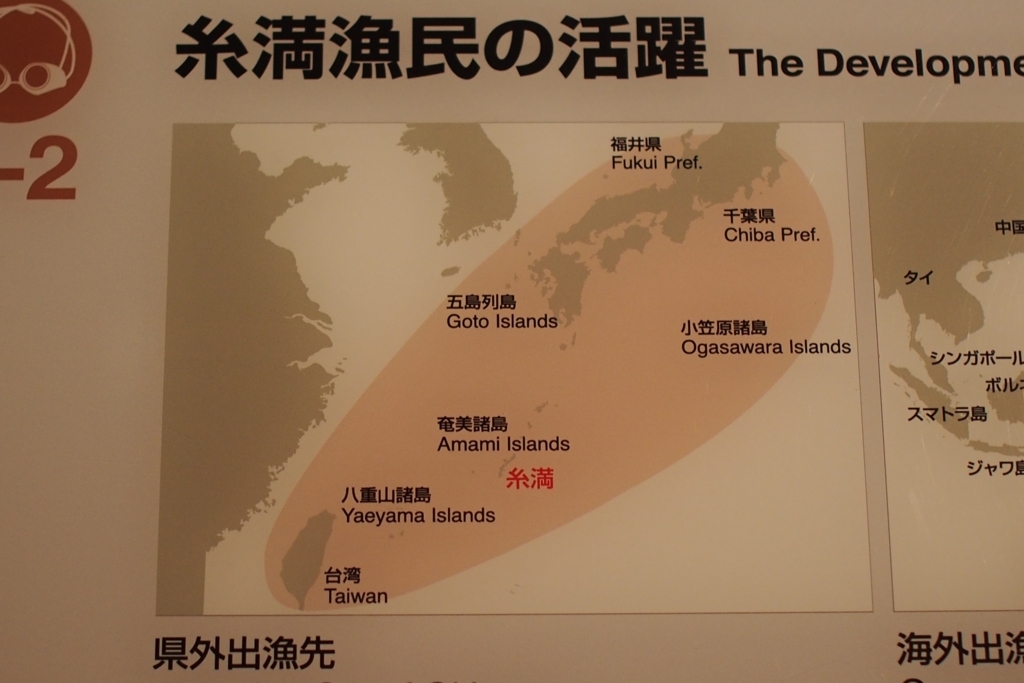 糸満漁民の活躍 The Developme
-2
福井県
Fukui Pref.
千葉県
Chiba Pref.
五島列島
Goto Islands
小笠原諸島
Ogasawara Islands
奄美諸島
Amami Islands
糸満
八重山諸島
Yaeyama Islands
台湾
Taiwan
中国
タイ
シンガポール
ボルネ
スマトラ島
ジャワ島
県外出漁先
海外出漁